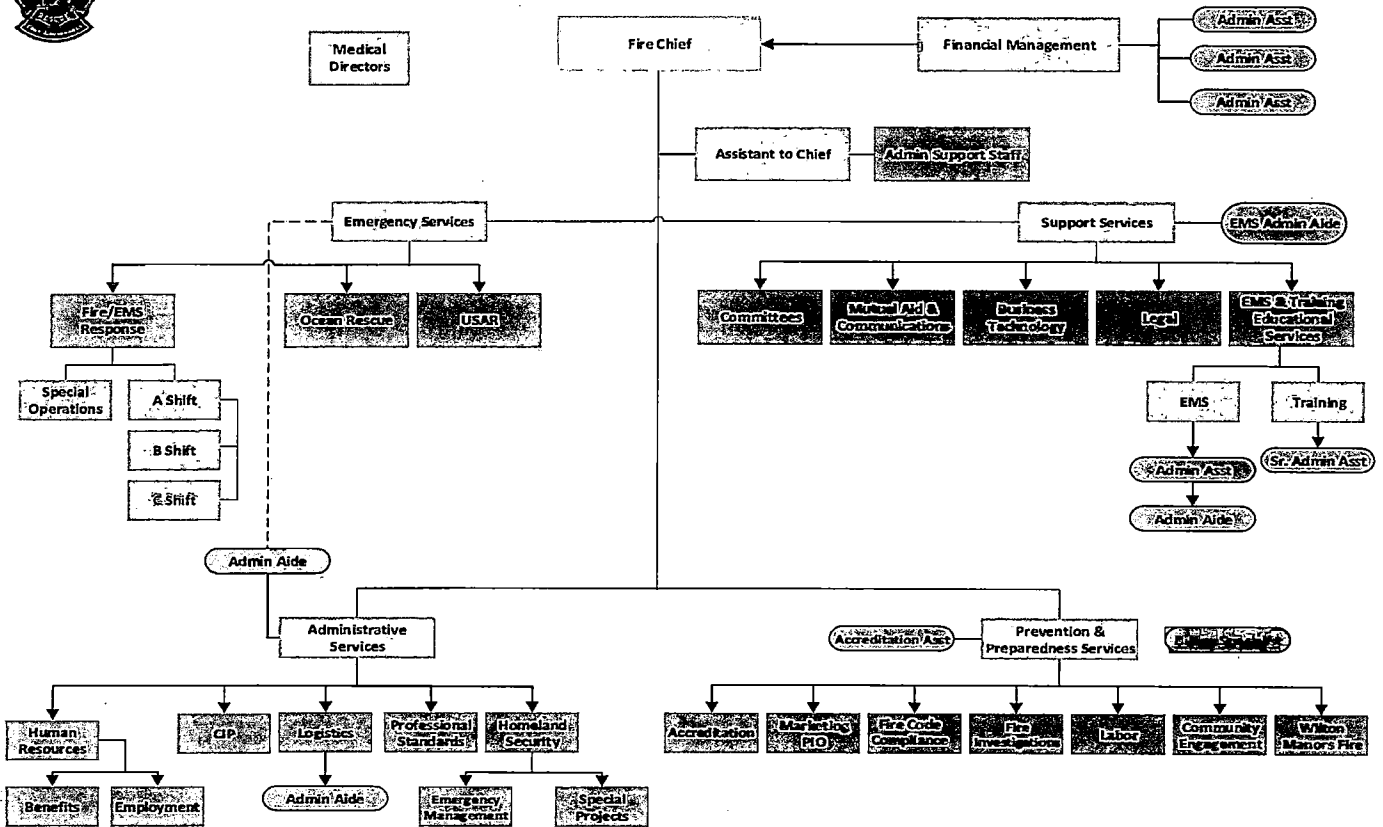 Admin Asst
Fire Chief
Financial Management
Medical
Directors
Admin Asst
Admin Asst
Assistant to Chief
Admin Support Staff
Emergency Services
Support Services
EMS Admin Aide
Fire/EMS
Response
Ocean Rescue
USAR
Committees
Mutual Aid &
Communications
Business
Technology
Legal
EMS & Training
Educational
Services
Special
Operations
A Shift
B Shift
C Shift
EMS
Training
Admin Asst
Sr. Admin Asst
Admin Aide
Admin Aide
Administrative
Services
Accreditation Asst
Prevention &
Preparedness Services
Human
Resources
CIP
Logistics
Professional
Standards
Homeland
Security
Accreditation
Marketing
PIO
Fire Code
Compliance
Fire
Investigations
Labor
Community
Engagement
Wilton
Manors Fire
Benefits
Employment
Admin Aide
Emergency
Management
Special
Projects